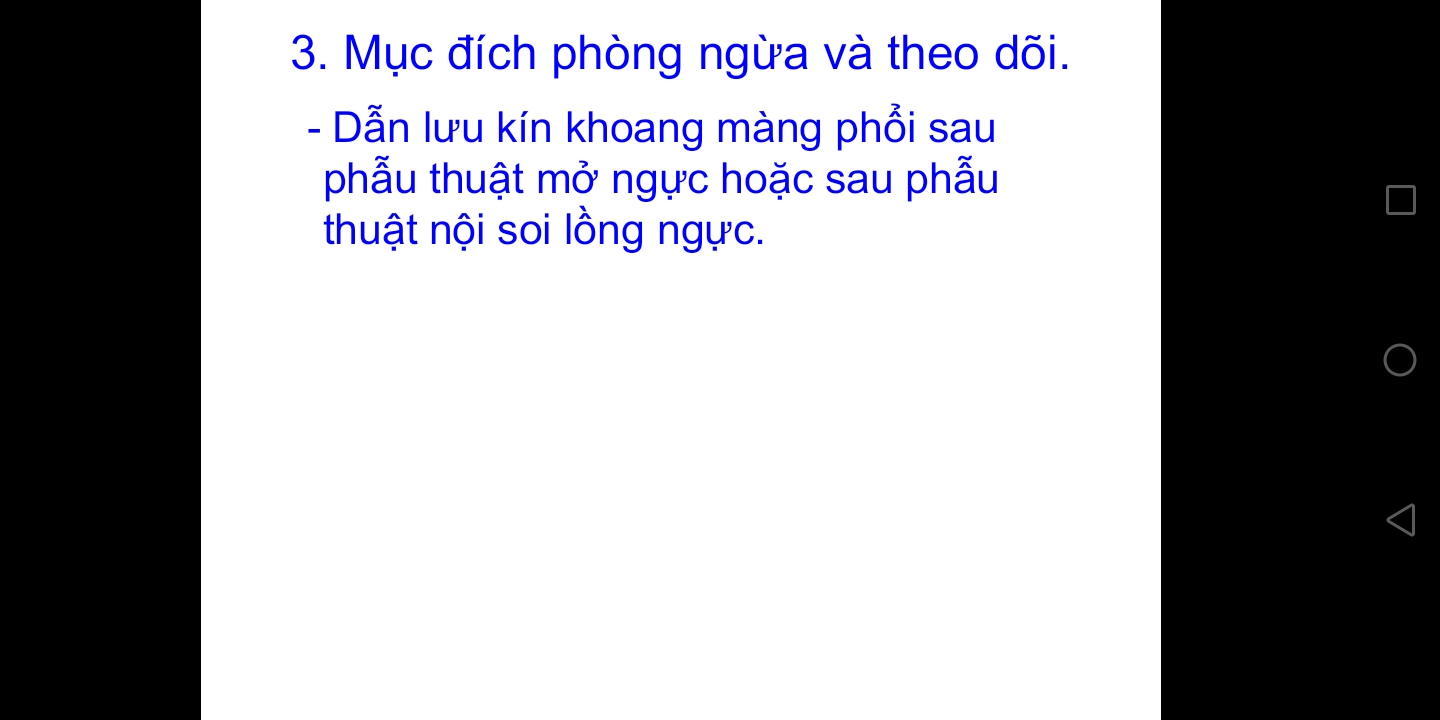 3. Mục đích phòng ngừa và theo dõi.
- Dẫn lưu kín khoang màng phổi sau
phẫu thuật mở ngực hoặc sau phẫu
thuật nội soi lồng ngực.